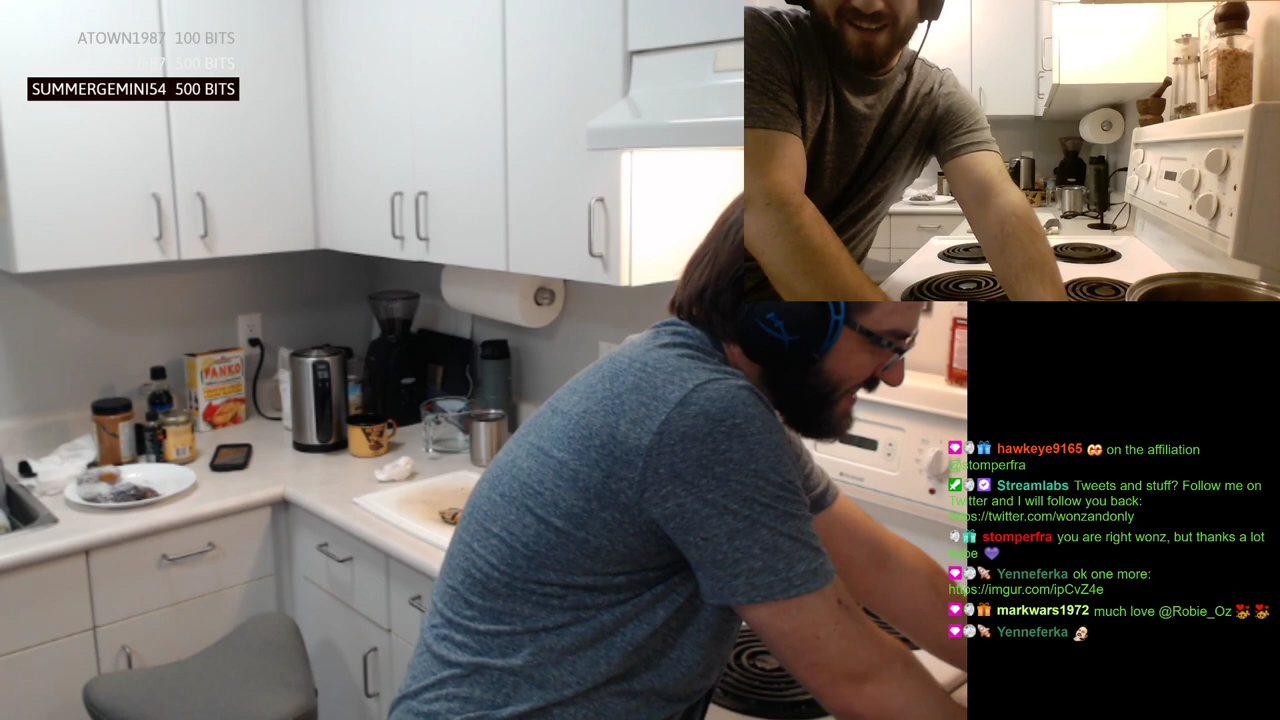 ATOWN1987 100 BITS
500 BITS
SUMMERGEMINI54 500 BITS
PANKO
hawkeye9165 on the affiliation
@stomperfra
Streamlabs Tweets and stuff? Follow me on
Twitter and I will follow you back:
https://twitter.com/wonzandonly
stomperfra you are right wonz, but thanks a lot
Yenneferka ok one more:
https://imgur.com/ipCvZ4e
markwars1972 much love @Robie_Oz
Yenneferka